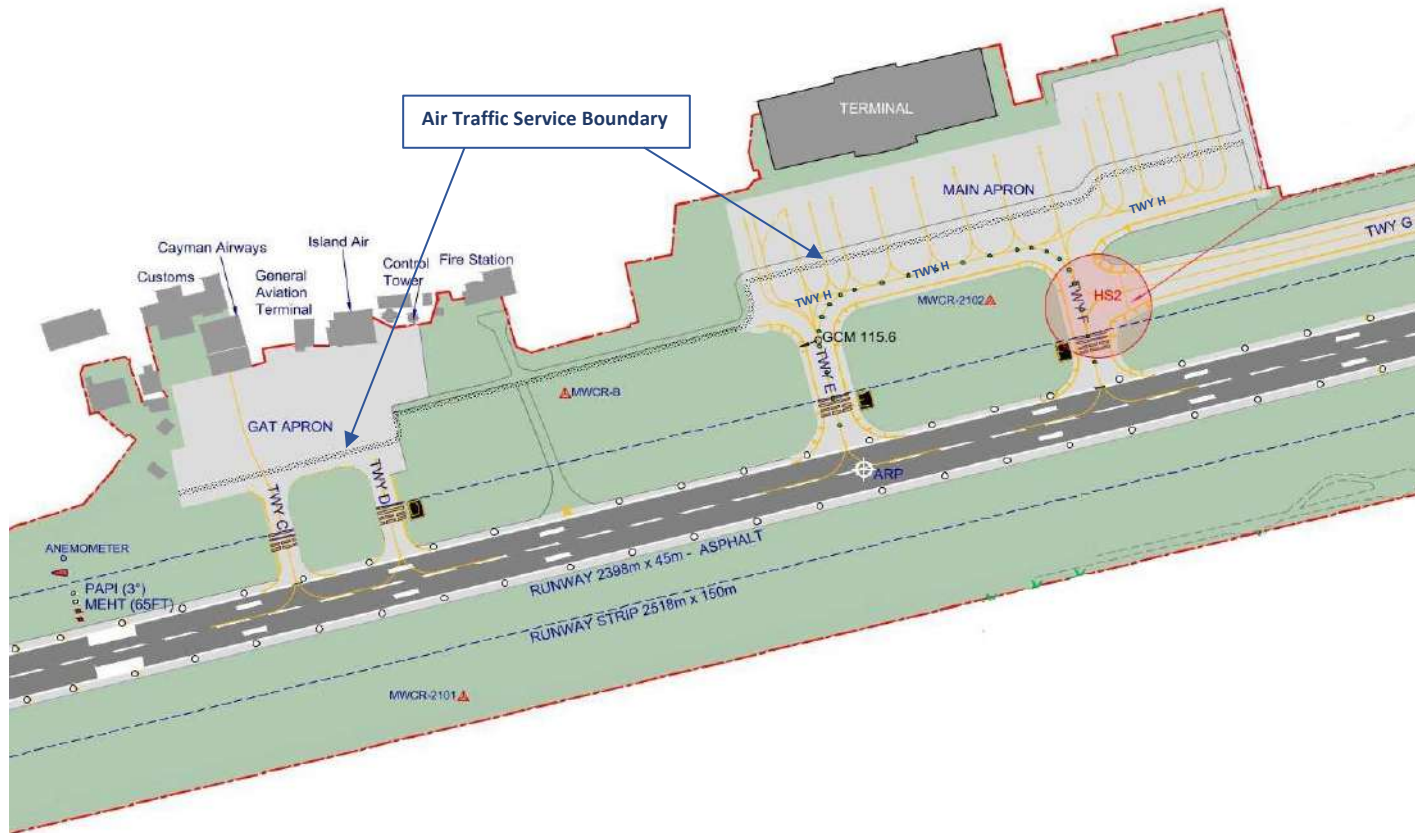 Air Traffic Service Boundary
TERMINAL
MAIN APRON
TWY H
TWY G
Cayman Airways
Island Air
Customs
General
Aviation
Terminal
Control
Tower
Fire Station
TWY H
TWY H
MWCR-2102
HS2
TWY F
GCM 115.6
TWY E
MWCR-B
GAT APRON
TWY C
TWY D
ARP
ANEMOMETER
PAPI (3°)
MEHT (65FT)
RUNWAY 2398m x 45m - ASPHALT
RUNWAY STRIP 2518m x 150m
MWCR-2101